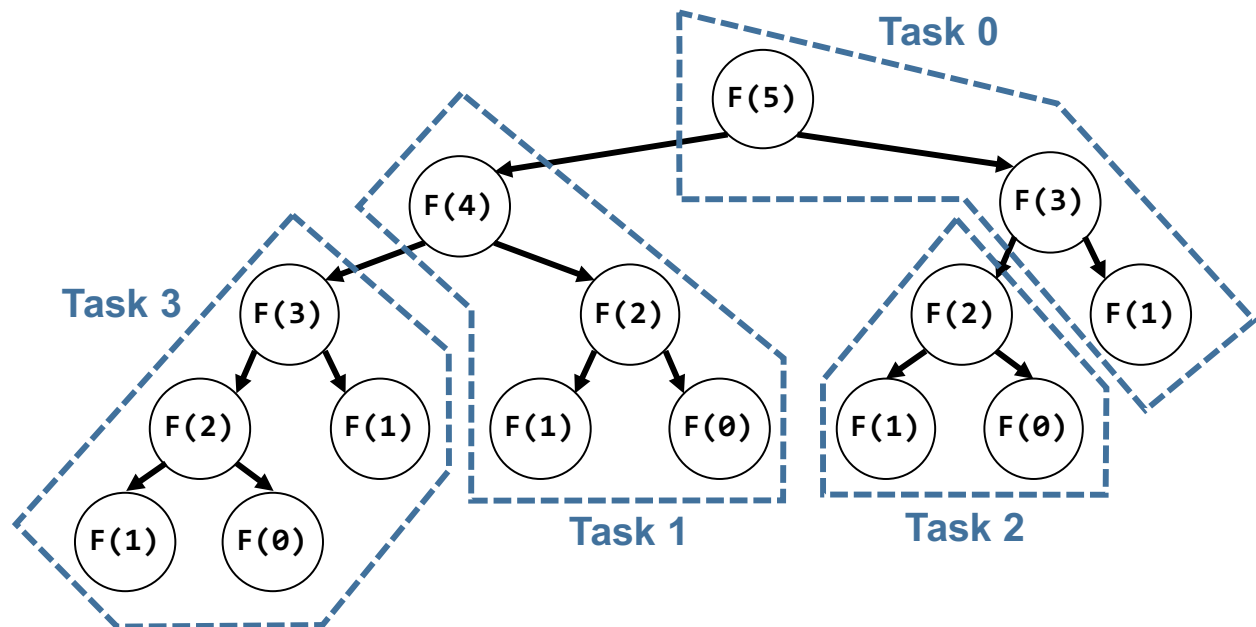 Task 0
F(5)
F(4)
F(3)
Task 3
F(3)
F(2)
F(2)
F(1)
F(2)
F(1)
F(1)
F(0)
F(1)
F(0)
F(1)
F(0)
Task 1
Task 2